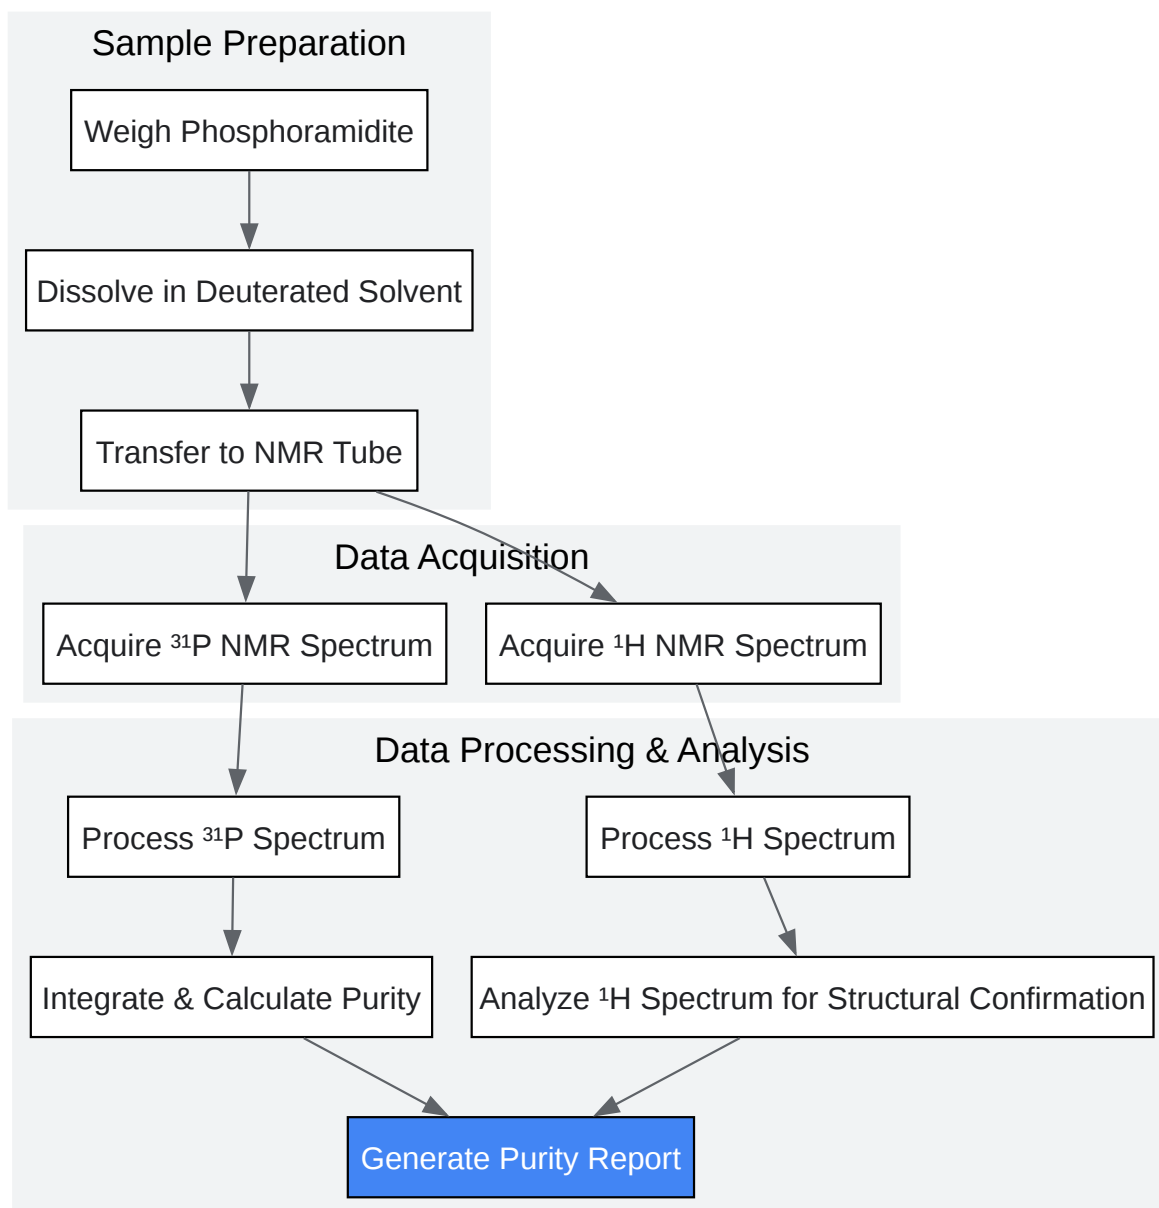 Sample Preparation
Weigh Phosphoramidite
Dissolve in Deuterated Solvent
Transfer to NMR Tube
Data Acquisition
Acquire ³¹P NMR Spectrum
Acquire ¹H NMR Spectrum
Data Processing & Analysis
Process ³¹P Spectrum
Process ¹H Spectrum
Integrate & Calculate Purity
Analyze ¹H Spectrum for Structural Confirmation
Generate Purity Report